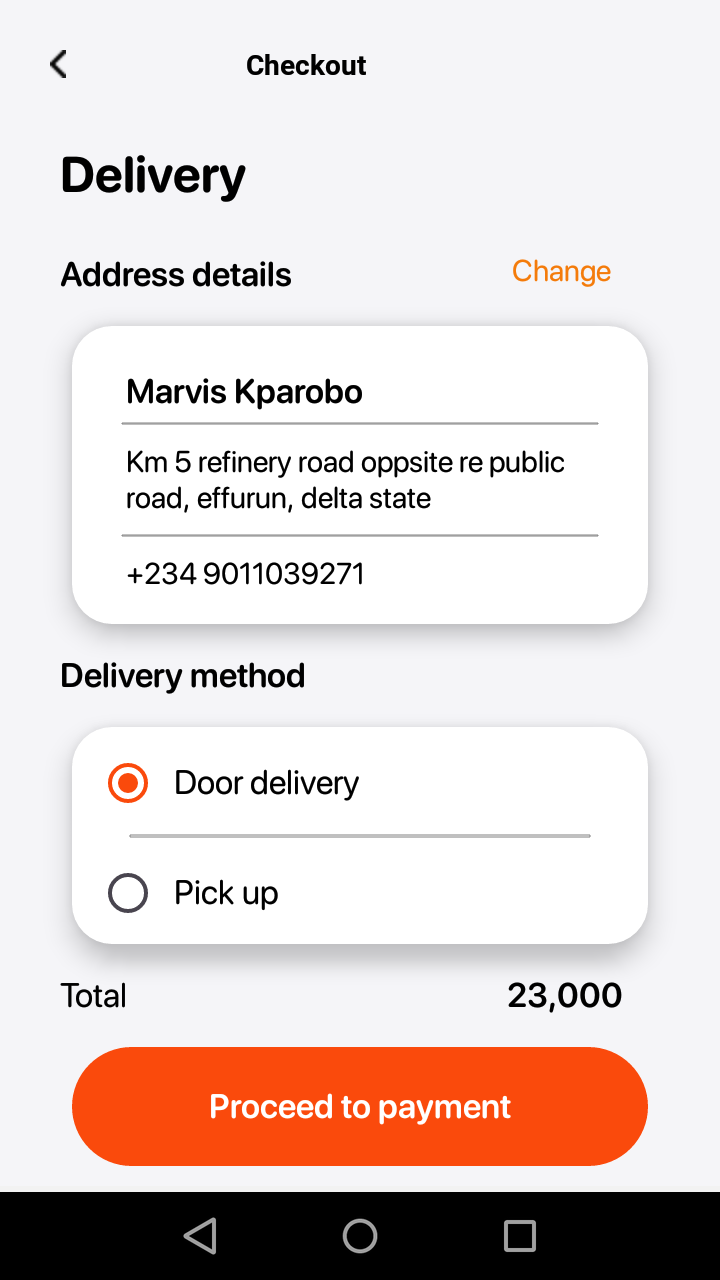 Checkout
Delivery
Address details
Change
Marvis Kparobo
Km 5 refinery road oppsite re public
road, effurun, delta state
+234 9011039271
Delivery method
Door delivery
Pick up
Total
23,000
Proceed to payment